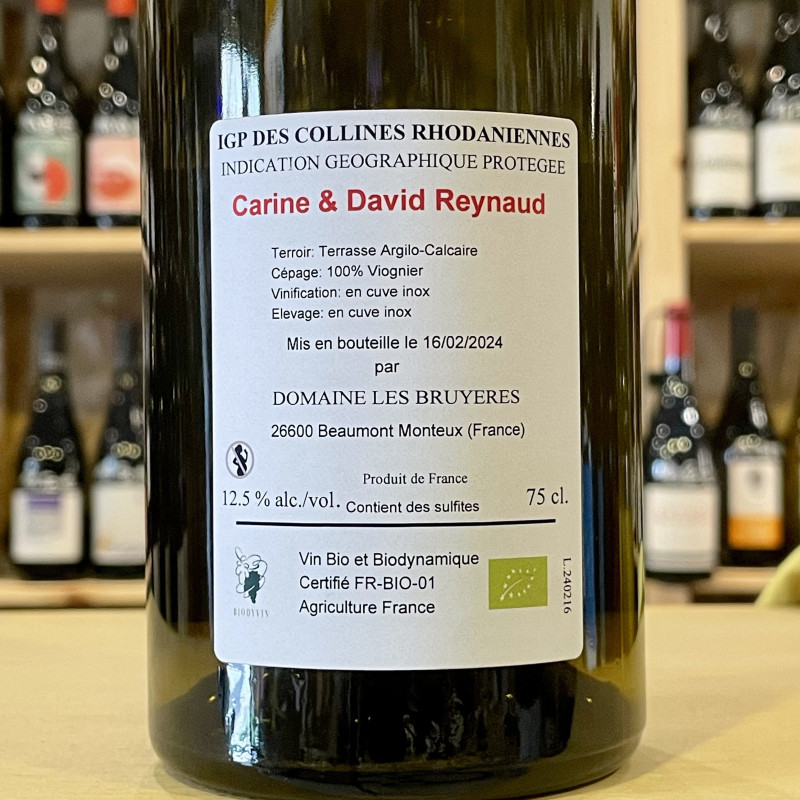 IGP DES COLLINES RHODANIENNES
INDICATION GEOGRAPHIQUE PROTEGEE
Carine & David Reynaud
Terroir: Terrasse Argilo-Calcaire
Cépage: 100% Viognier
Vinification: en cuve inox
Elevage: en cuve inox
Mis en bouteille le 16/02/2024
par
DOMAINE LES BRUYERES
26600 Beaumont Monteux (France)
Produit de France
12.5 % alc./vol. Contient des sulfites 75 cl.
Vin Bio et Biodynamique
Certifié FR-BIO-01
Agriculture France
BIODYVIN
L.240216